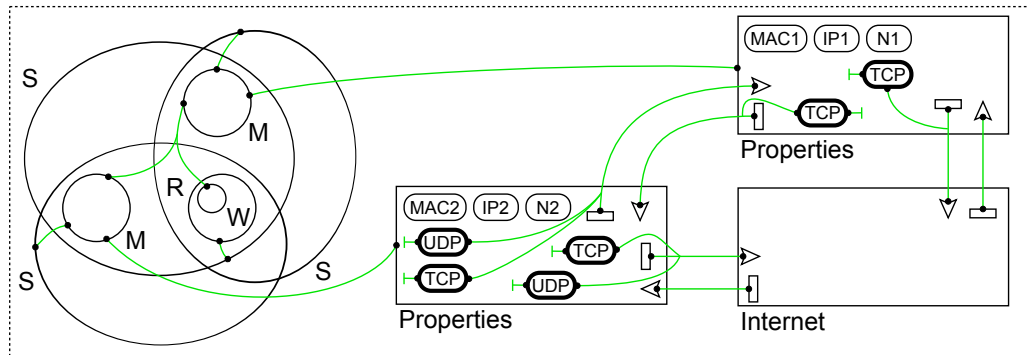 MAC1 IP1 N1
S
TCP
TCP
M
Properties
R
S
MAC2 IP2 N2
W
M
UDP
TCP
S
S
TCP
UDP
Properties
Internet